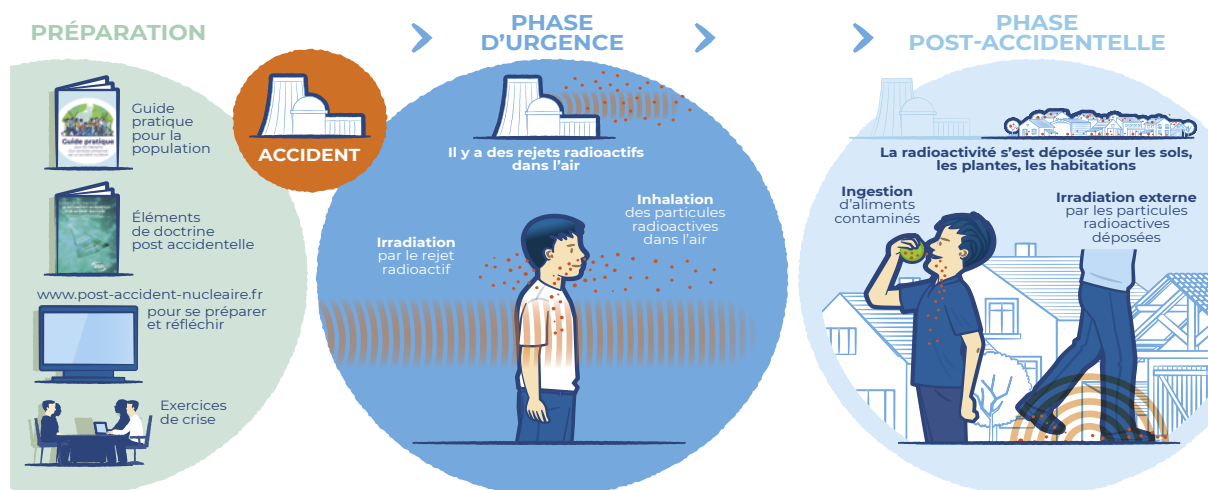 PRÉPARATION
Guide
pratique
pour la
population
Guide pratique
Éléments
de doctrine
post accidentelle
www.post-accident-nucleaire.fr
pour se préparer
et réfléchir
Exercices
de crise
ACCIDENT
PHASE
D’URGENCE
Il y a des rejets radioactifs
dans l’air
Irradiation
par le rejet
radioactif
Inhalation
des particules
radioactives
dans l’air
PHASE
POST-ACCIDENTELLE
La radioactivité s’est déposée sur les sols,
les plantes, les habitations
Ingestion
d’aliments
contaminés
Irradiation externe
par les particules
radioactives
déposées